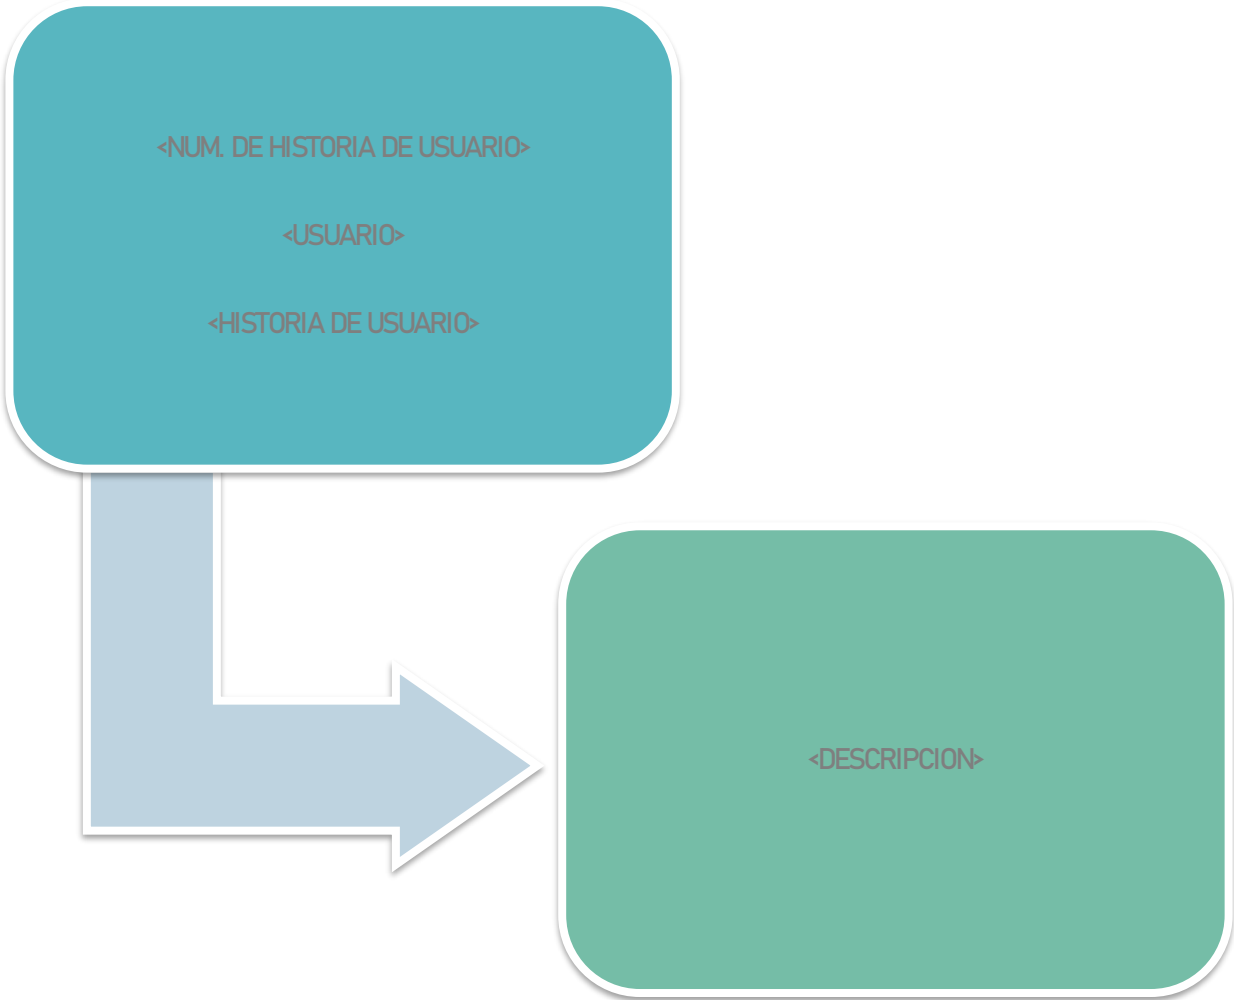 <NUM. DE HISTORIA DE USUARIO>
<USUARIO>
<HISTORIA DE USUARIO>
<DESCRIPCION>